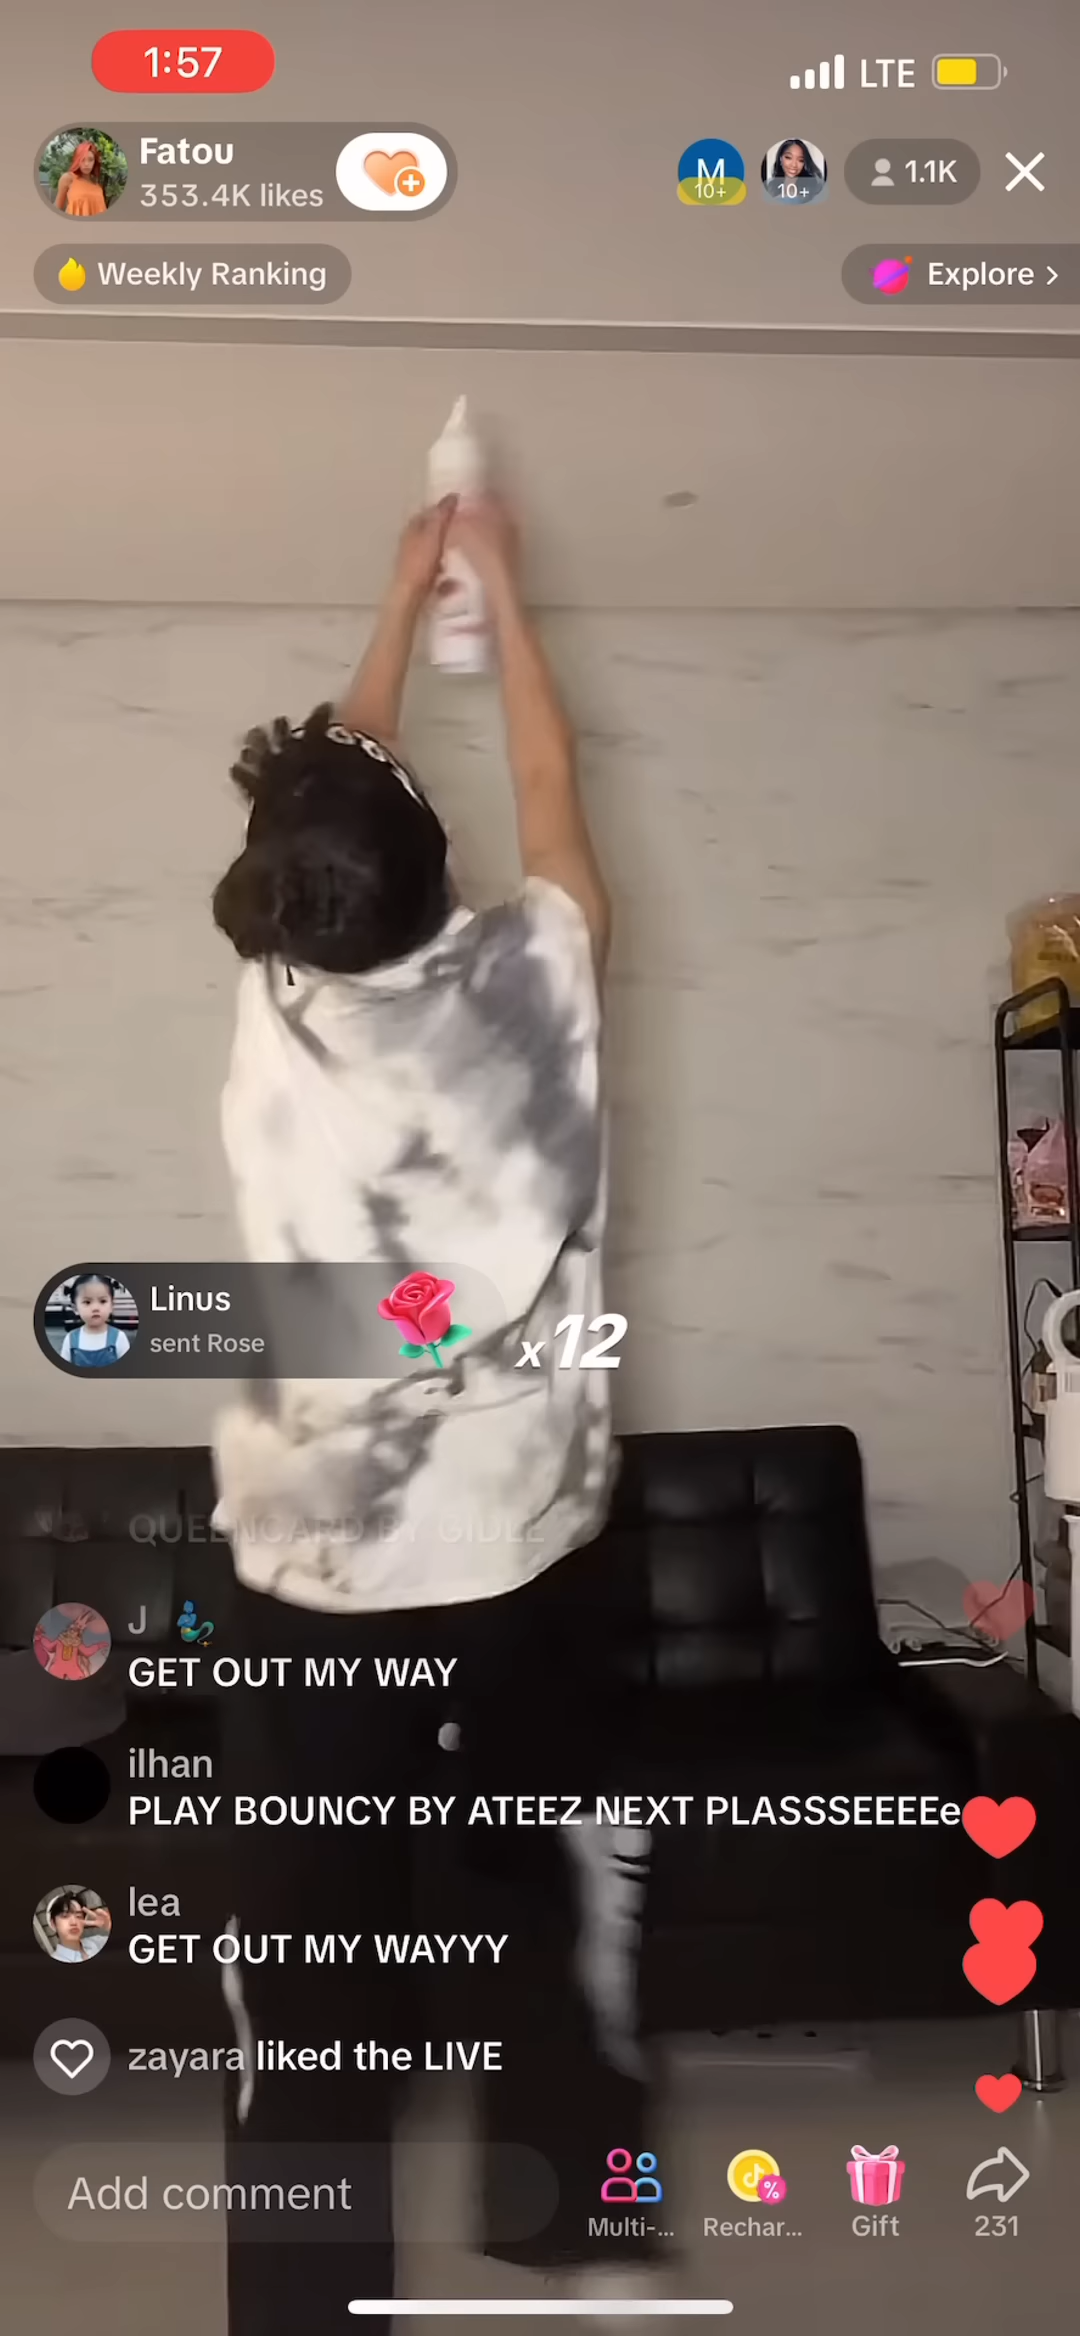 1:57
LTE
Fatou
353.4K likes
M
10+
10+
1.1K
Weekly Ranking
Explore >
Linus
sent Rose
x12
QUEENCARD BY GIDLE
J
GET OUT MY WAY
ilhan
PLAY BOUNCY BY ATEEZ NEXT PLASSSEEEEe
lea
GET OUT MY WAYYY
zayara liked the LIVE
Add comment
Multi-...
Rechar...
%
Gift
231